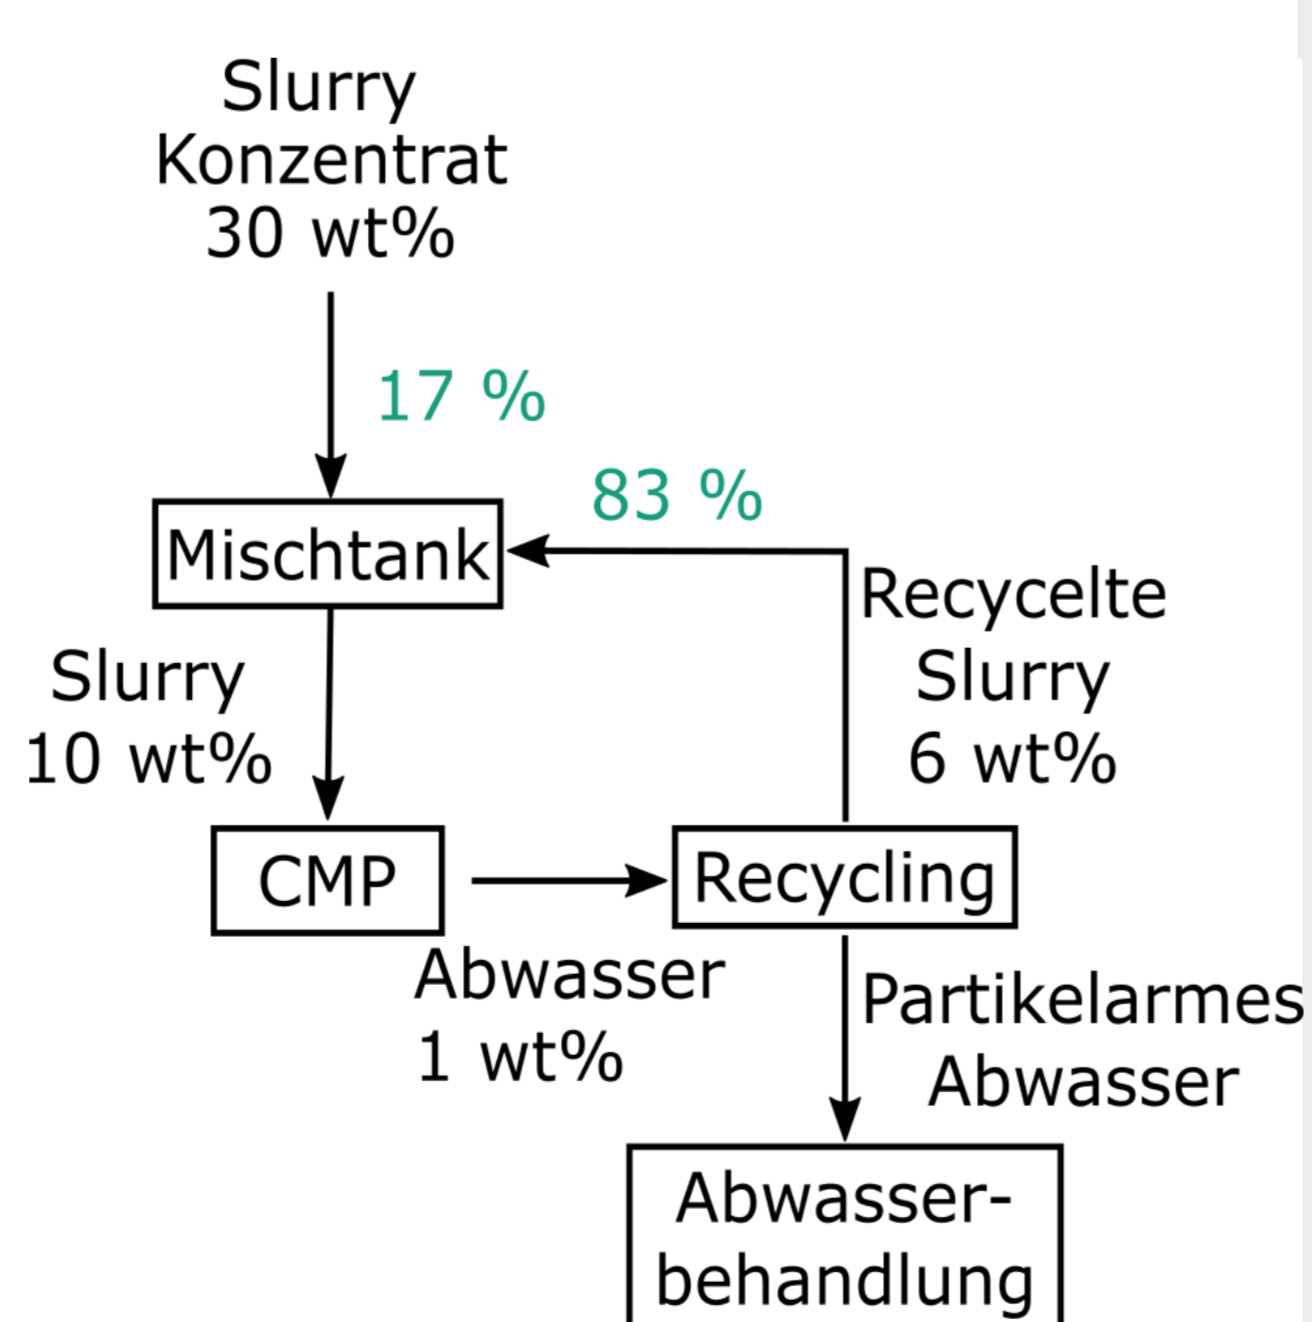 Slurry
Konzentrat
30 wt%
17 %
83 %
Mischtank
Recycelte
Slurry
6 wt%
Slurry
10 wt%
CMP
Recycling
Abwasser
1 wt%
Partikelarmes
Abwasser
Abwasser-
behandlung